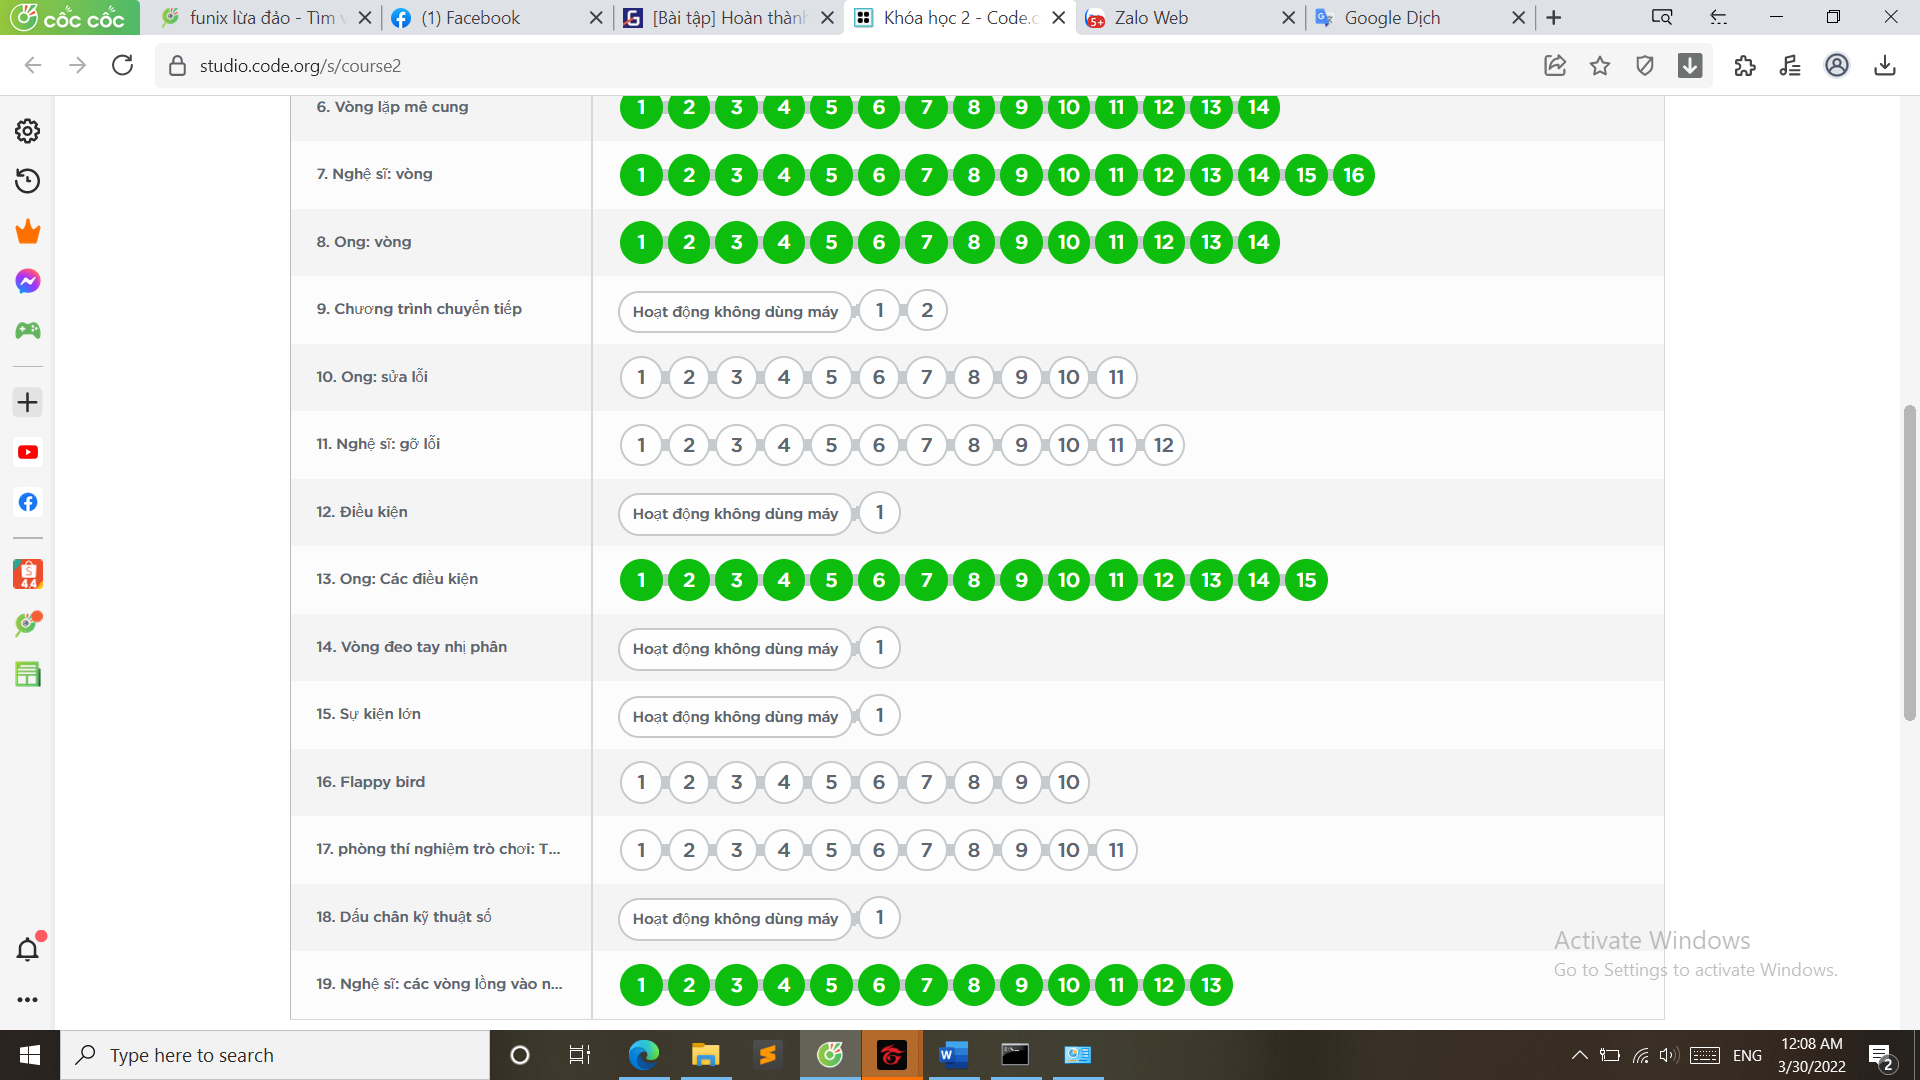 cốc cốc
funix lừa đảo - Tìm
(1) Facebook
[Bài tập] Hoàn thành
Khóa học 2 - Code.o
5+
Zalo Web
Google Dịch
studio.code.org/s/course2
6. Vòng lặp mê cung
1 2 3 4 5 6 7 8 9 10 11 12 13 14
7. Nghệ sĩ: vòng
1 2 3 4 5 6 7 8 9 10 11 12 13 14 15 16
8. Ong: vòng
1 2 3 4 5 6 7 8 9 10 11 12 13 14
9. Chương trình chuyển tiếp
Hoạt động không dùng máy 1 2
10. Ong: sửa lỗi
1 2 3 4 5 6 7 8 9 10 11
11. Nghệ sĩ: gỡ lỗi
1 2 3 4 5 6 7 8 9 10 11 12
12. Điều kiện
Hoạt động không dùng máy 1
13. Ong: Các điều kiện
1 2 3 4 5 6 7 8 9 10 11 12 13 14 15
14. Vòng đeo tay nhị phân
Hoạt động không dùng máy 1
15. Sự kiện lớn
Hoạt động không dùng máy 1
16. Flappy bird
1 2 3 4 5 6 7 8 9 10
17. phòng thí nghiệm trò chơi: T...
1 2 3 4 5 6 7 8 9 10 11
18. Dấu chân kỹ thuật số
Hoạt động không dùng máy 1
19. Nghệ sĩ: các vòng lồng vào n...
1 2 3 4 5 6 7 8 9 10 11 12 13
4.4
Activate Windows
Go to Settings to activate Windows.
Type here to search
ENG
12:08 AM
3/30/2022
2